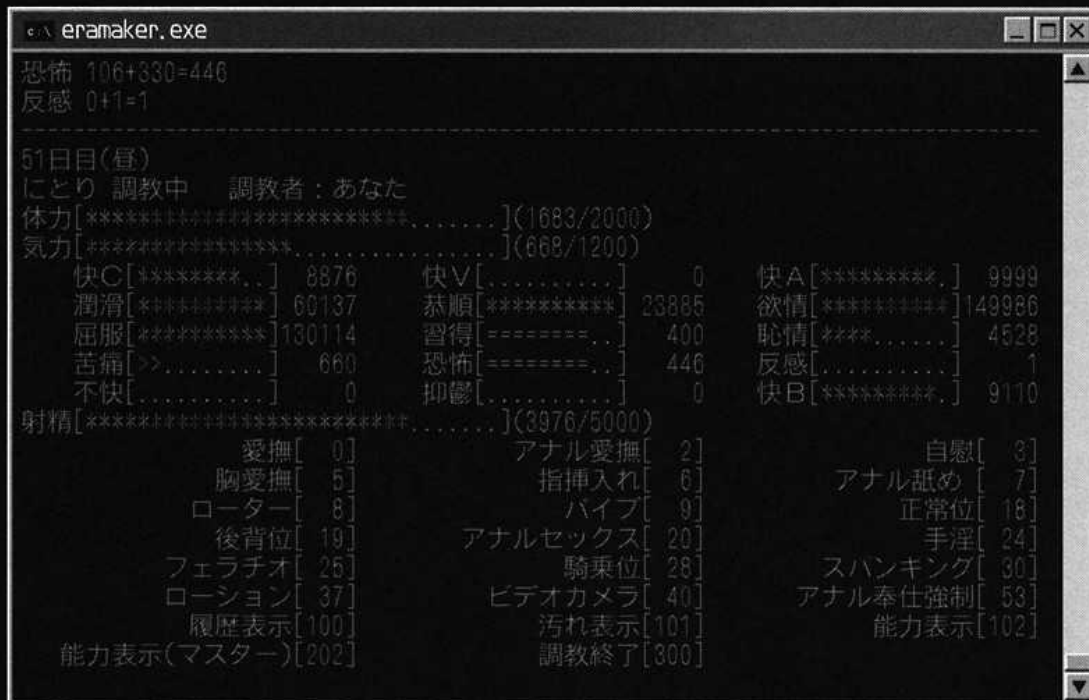 eramaker.exe
恐怖 106+330=446
反感 0+1=1
------------------------------------------------------------------------------
51日目(昼)
にとり 調教中　調教者：あなた
体力[*************************.......](1683/2000)
気力[****************................](668/1200)
快C[********..] 8876 快V[..........] 0 快A[*********.] 9999
潤滑[**********] 60137 恭順[**********] 23885 欲情[**********]149986
屈服[**********]130114 習得[========..] 400 恥情[****......] 4528
苦痛[>>........] 660 恐怖[========..] 446 反感[..........] 1
不快[..........] 0 抑鬱[..........] 0 快B[*********.] 9110
射精[*************************.......](3976/5000)
愛撫[ 0] アナル愛撫[ 2] 自慰[ 3]
胸愛撫[ 5] 指挿入れ[ 6] アナル舐め [ 7]
ローター[ 8] バイブ[ 9] 正常位[ 18]
後背位[ 19] アナルセックス[ 20] 手淫[ 24]
フェラチオ[ 25] 騎乗位[ 28] スパンキング[ 30]
ローション[ 37] ビデオカメラ[ 40] アナル奉仕強制[ 53]
履歴表示[100] 汚れ表示[101] 能力表示[102]
能力表示(マスター)[202] 調教終了[300]